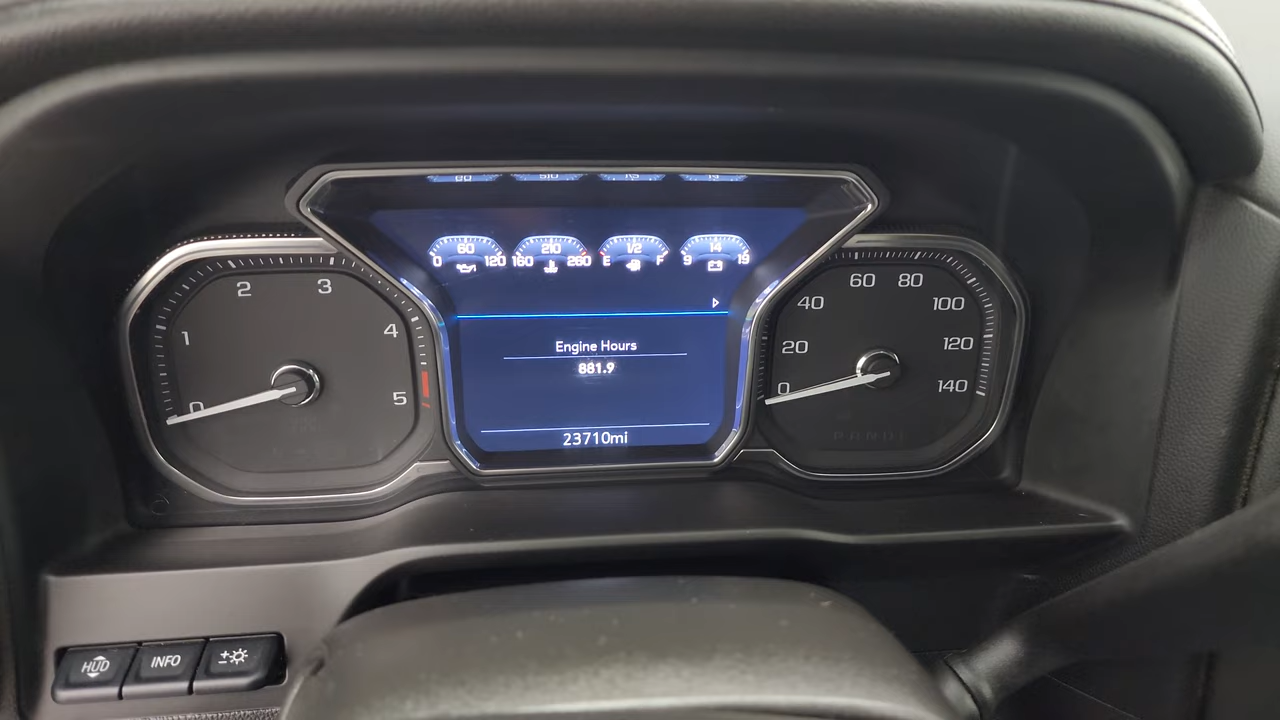 0 60 120
160 210 260
E 1/2 F
9 14 19
0 1 2 3 4 5
Engine Hours
881.9
23710mi
0 20 40 60 80 100 120 140
HUD
INFO